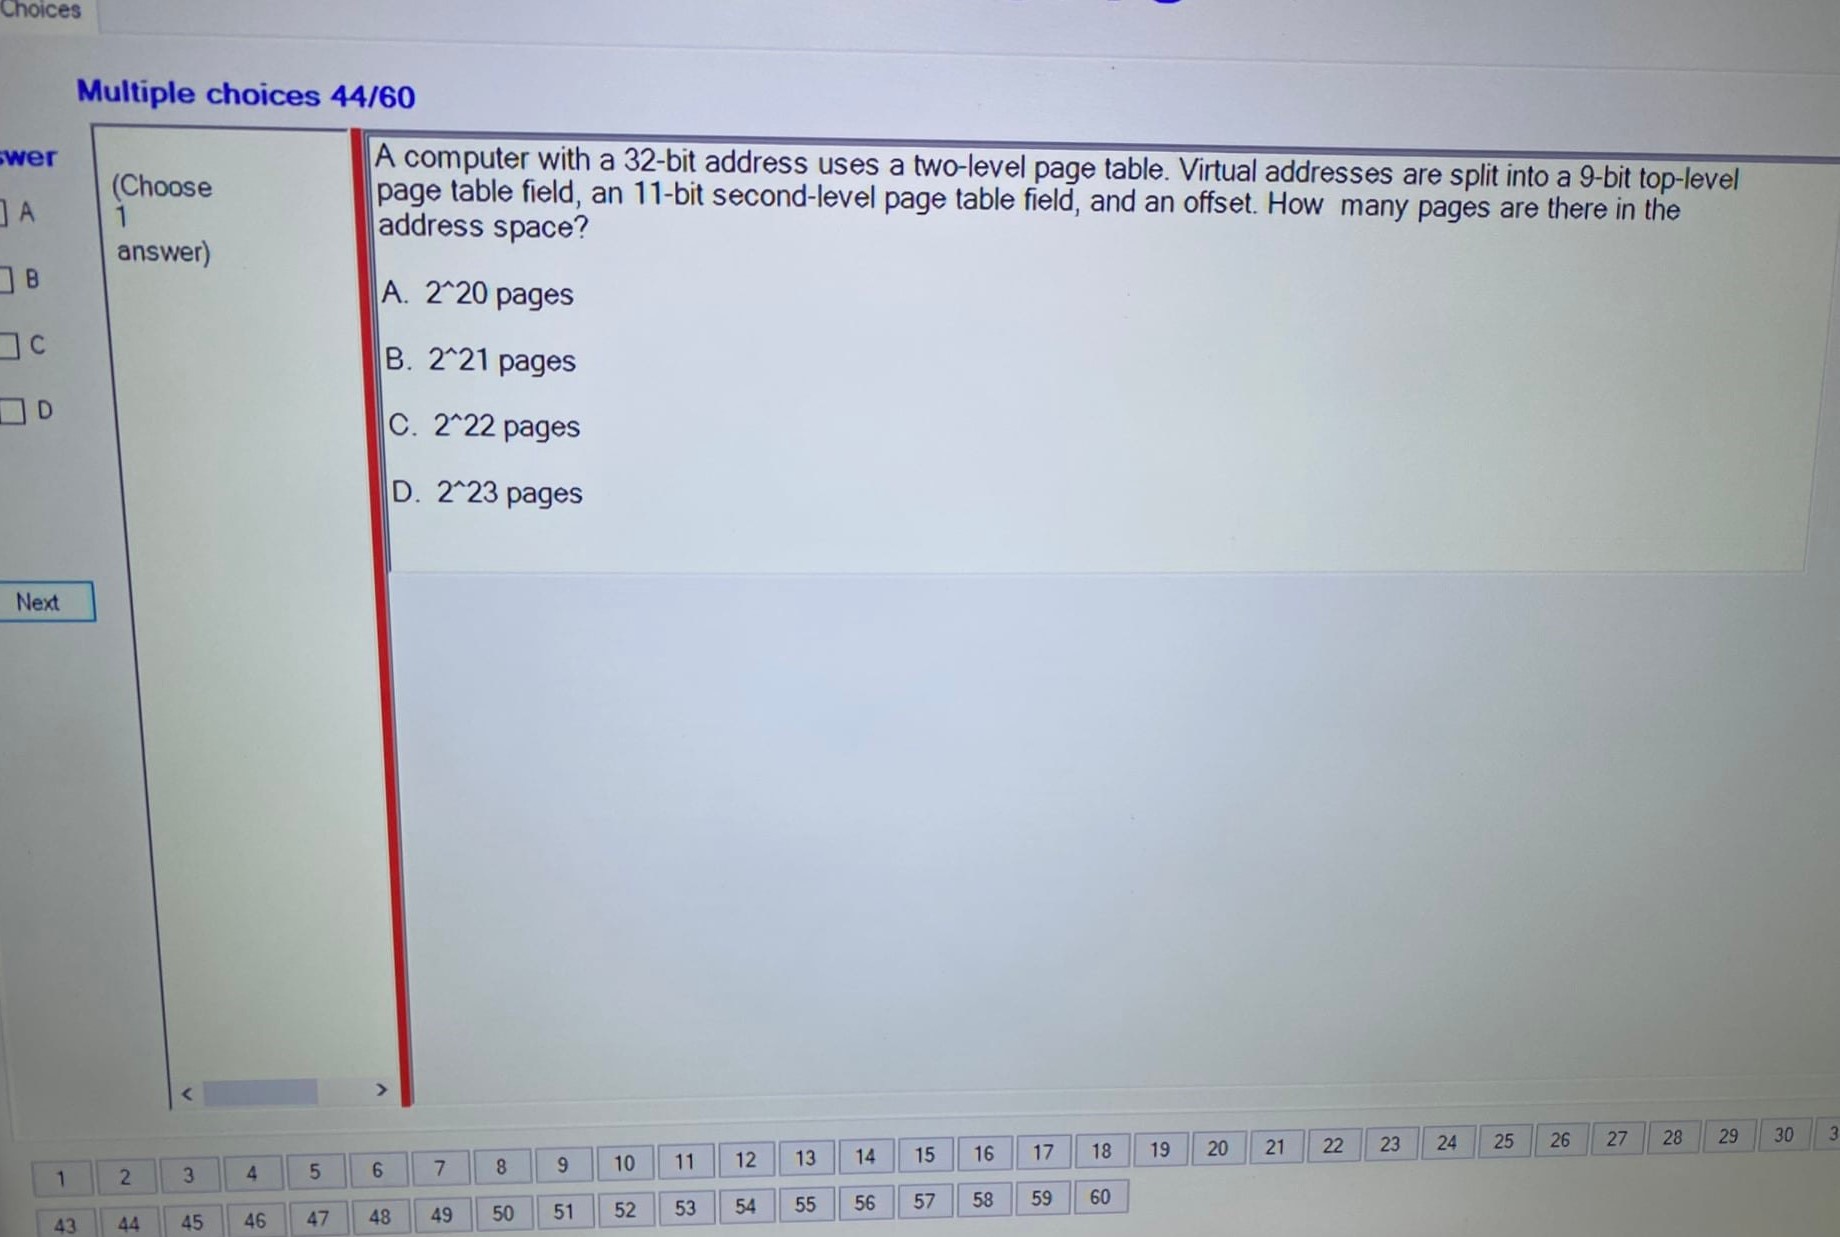 Choices
Multiple choices 44/60
swer
A
B
C
D
Next
(Choose
1
answer)
A computer with a 32-bit address uses a two-level page table. Virtual addresses are split into a 9-bit top-level
page table field, an 11-bit second-level page table field, and an offset. How many pages are there in the
address space?
A. 2^20 pages
B. 2^21 pages
C. 2^22 pages
D. 2^23 pages
< >
1 2 3 4 5 6 7 8 9 10 11 12 13 14 15 16 17 18 19 20 21 22 23 24 25 26 27 28 29 30 3
43 44 45 46 47 48 49 50 51 52 53 54 55 56 57 58 59 60